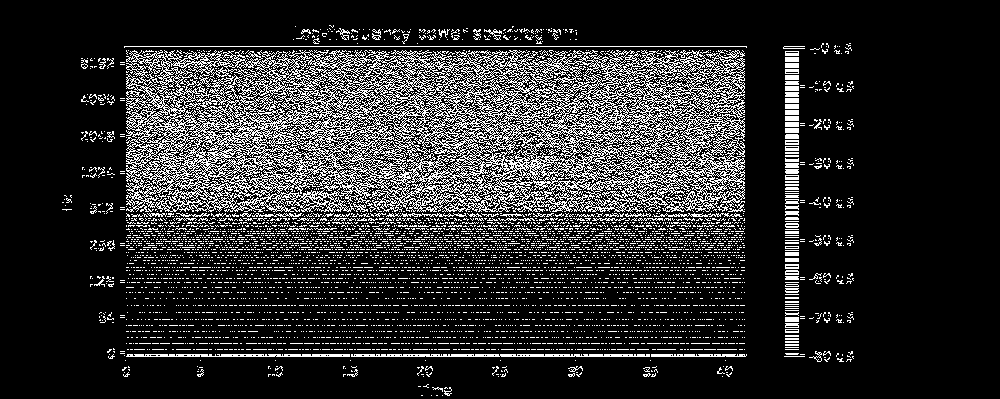 Log-frequency power spectrogram
8192
4096
2048
1024
512
256
128
64
0
Hz
0
5
10
15
20
25
30
35
40
Time
-0 dB
-10 dB
-20 dB
-30 dB
-40 dB
-50 dB
-60 dB
-70 dB
-80 dB